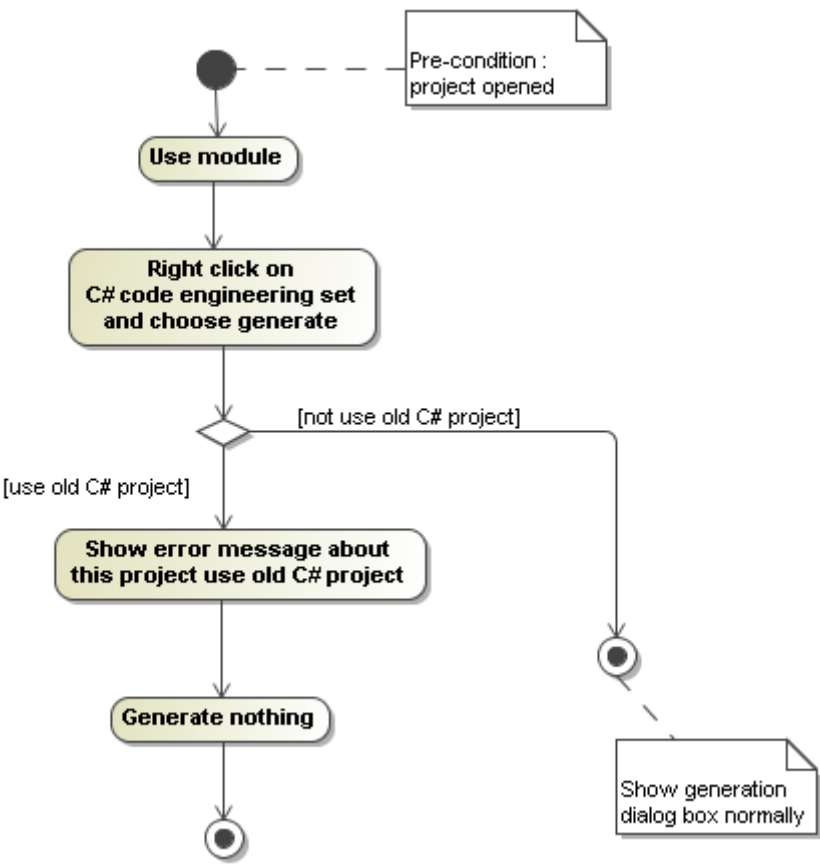 Pre-condition :
project opened
Use module
Right click on
C# code engineering set
and choose generate
[not use old C# project]
[use old C# project]
Show error message about
this project use old C# project
Generate nothing
Show generation
dialog box normally